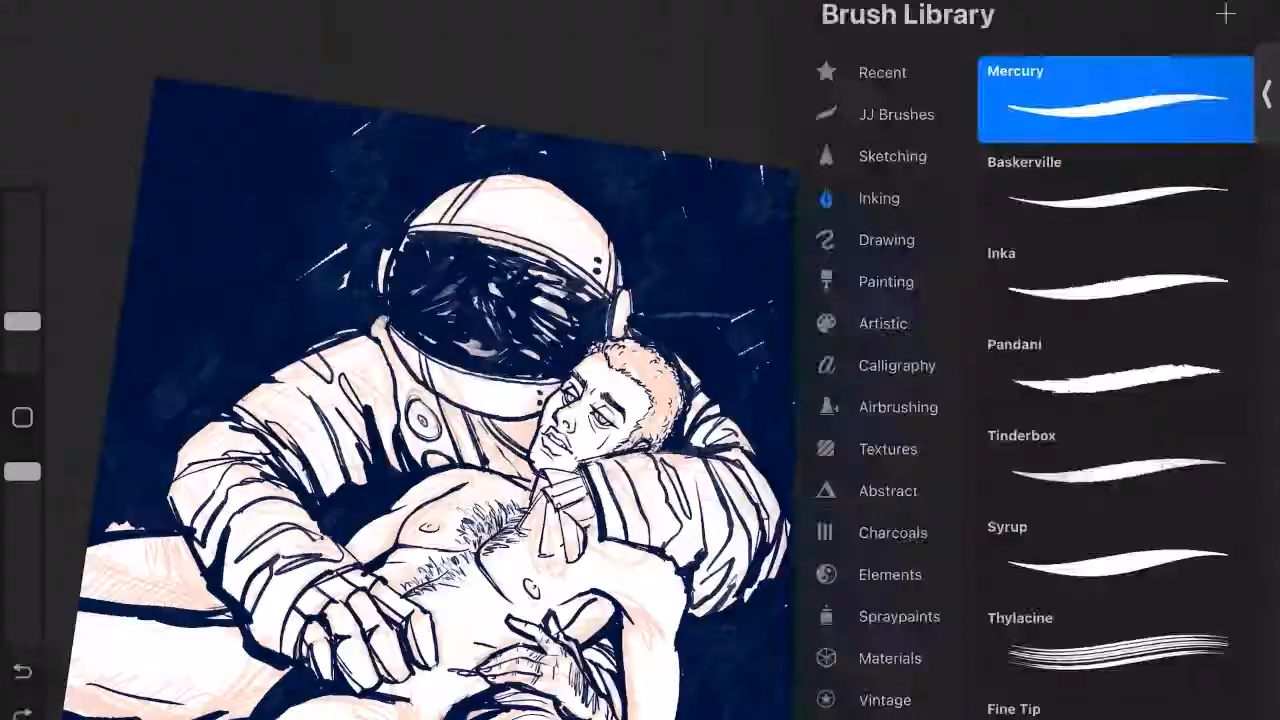 Brush Library
Recent
JJ Brushes
Sketching
Inking
Drawing
Painting
Artistic
Calligraphy
Airbrushing
Textures
Abstract
Charcoals
Elements
Spraypaints
Materials
Vintage
Mercury
Baskerville
Inka
Pandani
Tinderbox
Syrup
Thylacine
Fine Tip